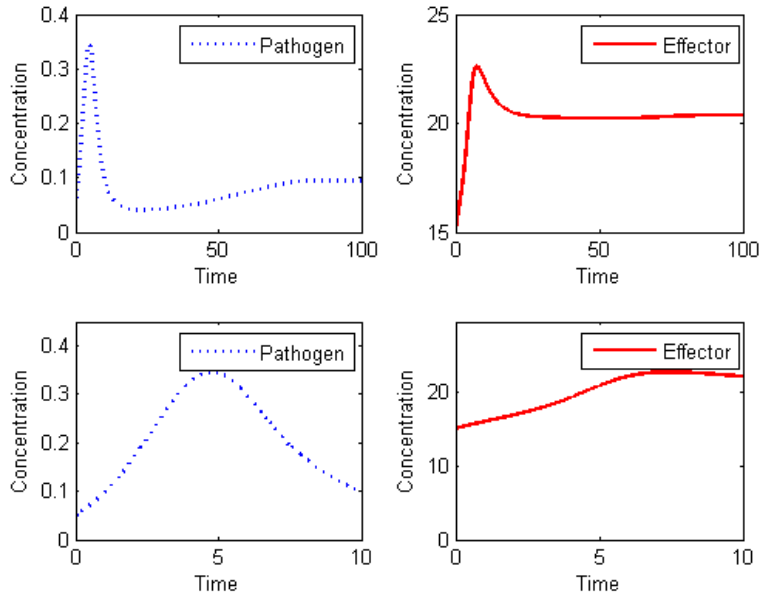 0.4
0.3
0.2
0.1
0
Concentration
Pathogen
0
50
100
Time
25
20
15
Concentration
Effector
0
50
100
Time
0.4
0.3
0.2
0.1
0
Concentration
Pathogen
0
5
10
Time
20
10
0
Concentration
Effector
0
5
10
Time